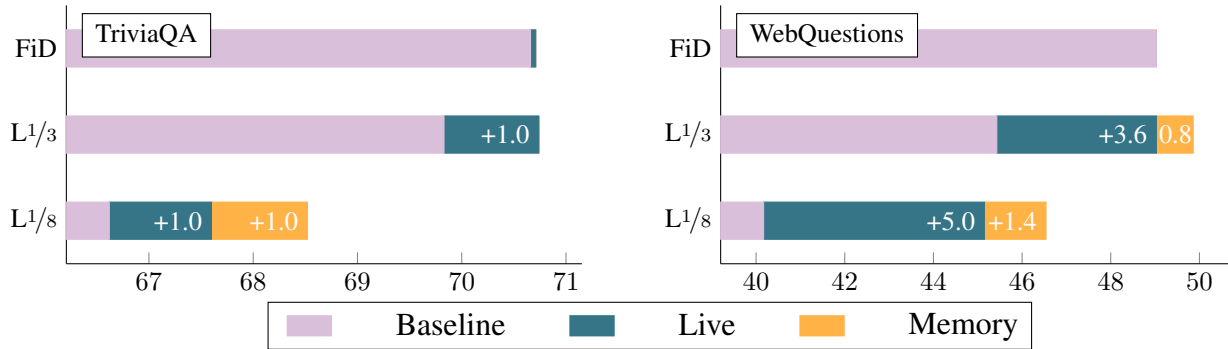 TriviaQA
FiD
L1/3
+1.0
L1/8
+1.0 +1.0
67 68 69 70 71
WebQuestions
FiD
L1/3
+3.6 0.8
L1/8
+5.0 +1.4
40 42 44 46 48 50
Baseline Live Memory